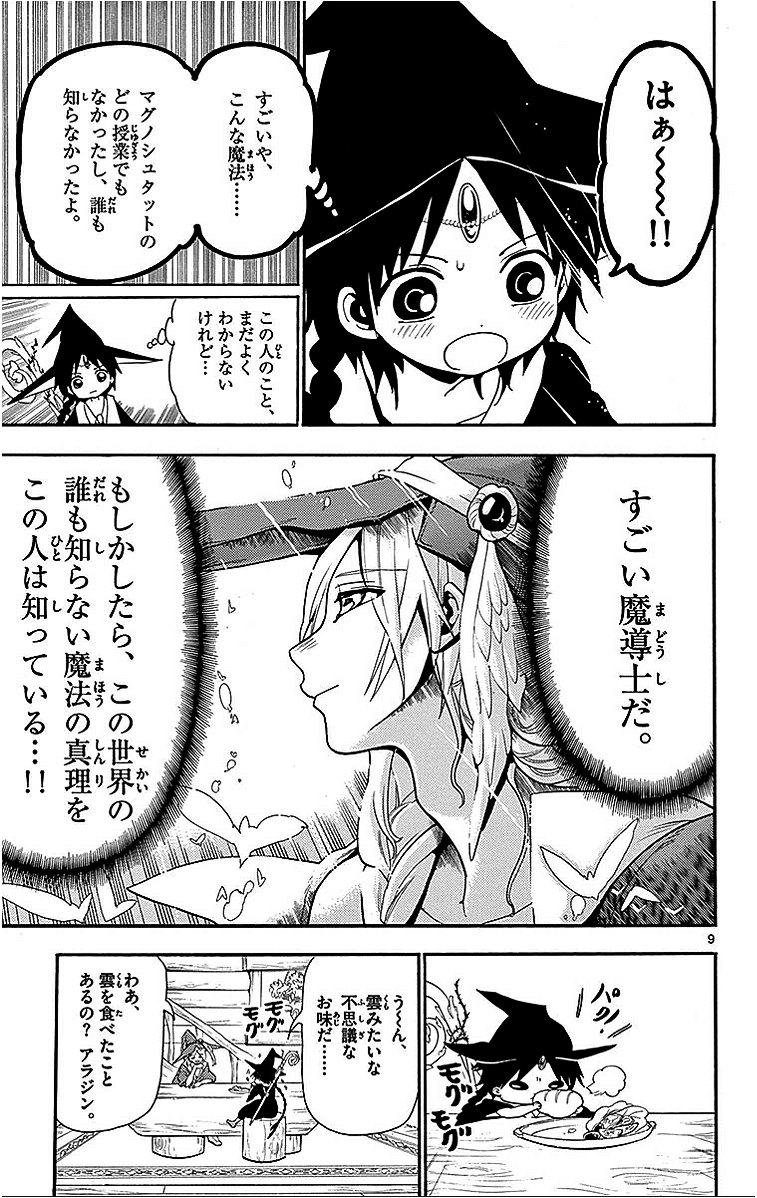 はぁ〜〜〜!!
すごいや、
こんな魔法……
マグノシュタットの
どの授業でも
なかったし、誰も
知らなかったよ。
この人のこと、
まだよく
わからない
けれど…
すごい魔導士だ。
もしかしたら、この世界の
誰も知らない魔法の真理を
この人は知っている…!!
9
パクッ
モグ
モグ
う〜ん、
雲みたいな
不思議な
お味だ……
モグ
モグ
わあ、
雲を食べたこと
あるの？アラジン。